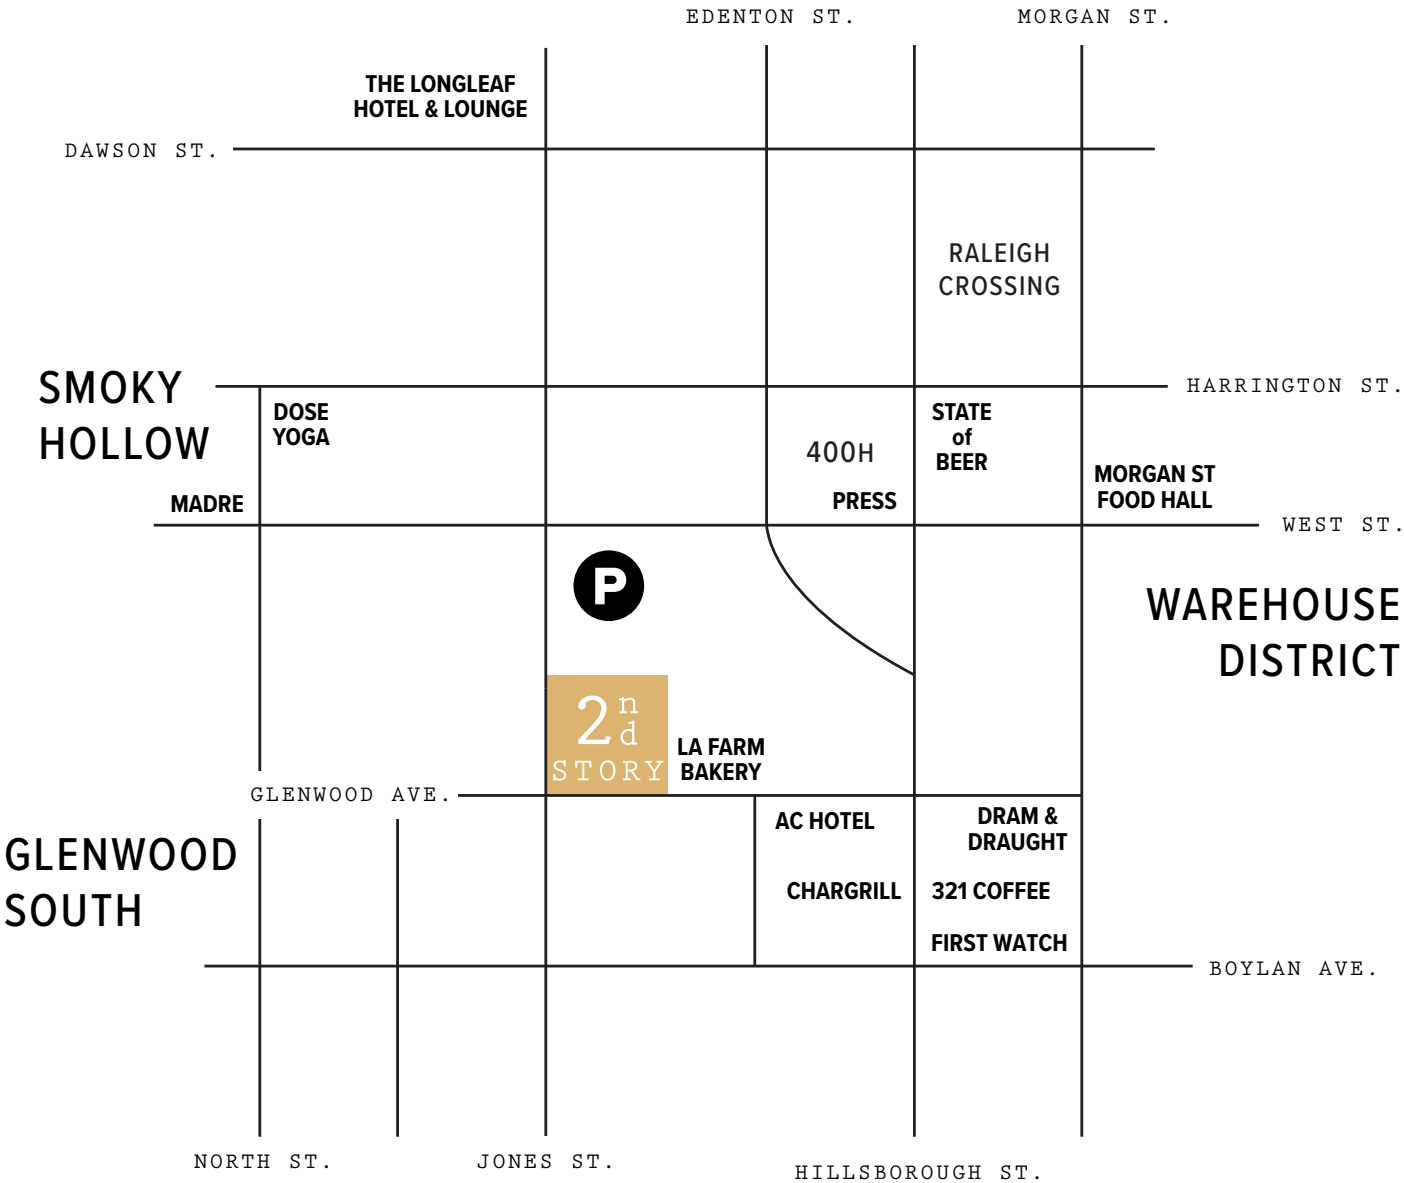 EDENTON ST.
MORGAN ST.
THE LONGLEAF
HOTEL & LOUNGE
DAWSON ST.
RALEIGH
CROSSING
SMOKY
HOLLOW
HARRINGTON ST.
DOSE
YOGA
STATE
of
BEER
400H
MADRE
PRESS
MORGAN ST
FOOD HALL
WEST ST.
P
WAREHOUSE
DISTRICT
2nd
STORY
LA FARM
BAKERY
GLENWOOD AVE.
GLENWOOD
SOUTH
AC HOTEL
DRAM &
DRAUGHT
CHARGRILL
321 COFFEE
FIRST WATCH
BOYLAN AVE.
NORTH ST.
JONES ST.
HILLSBOROUGH ST.